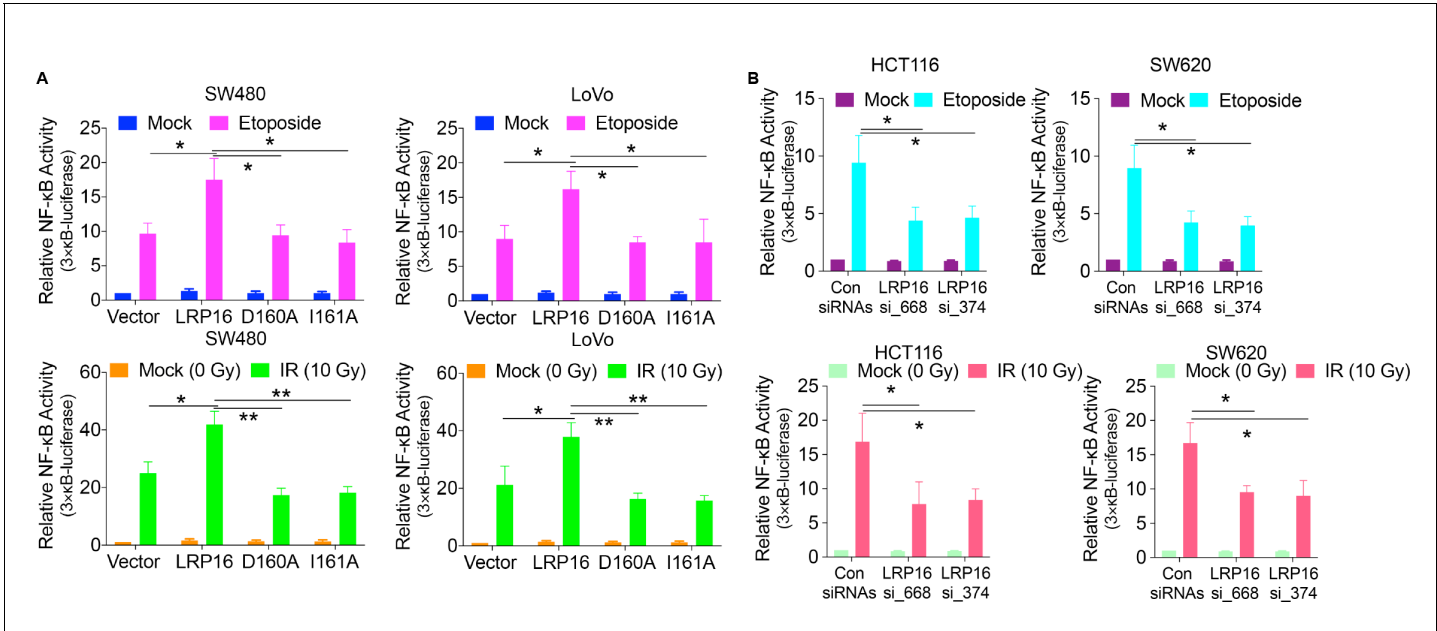 A
SW480
Mock Etoposide
Relative NF-κB Activity
(3×κB-luciferase)
25
20
15
10
5
0
* * *
Vector LRP16 D160A I161A
LoVo
Mock Etoposide
Relative NF-κB Activity
(3×κB-luciferase)
25
20
15
10
5
0
* * *
Vector LRP16 D160A I161A
SW480
Mock (0 Gy) IR (10 Gy)
Relative NF-κB Activity
(3×κB-luciferase)
60
40
20
0
* ** **
Vector LRP16 D160A I161A
LoVo
Mock (0 Gy) IR (10 Gy)
Relative NF-κB Activity
(3×κB-luciferase)
60
40
20
0
* ** **
Vector LRP16 D160A I161A
B
HCT116
Mock Etoposide
Relative NF-κB Activity
(3×κB-luciferase)
15
10
5
0
*
*
Con LRP16 LRP16
siRNAs si_668 si_374
SW620
Mock Etoposide
Relative NF-κB Activity
(3×κB-luciferase)
15
10
5
0
*
*
Con LRP16 LRP16
siRNAs si_668 si_374
HCT116
Mock (0 Gy) IR (10 Gy)
Relative NF-κB Activity
(3×κB-luciferase)
25
20
15
10
5
0
*
*
Con LRP16 LRP16
siRNAs si_668 si_374
SW620
Mock (0 Gy) IR (10 Gy)
Relative NF-κB Activity
(3×κB-luciferase)
25
20
15
10
5
0
*
*
Con LRP16 LRP16
siRNAs si_668 si_374